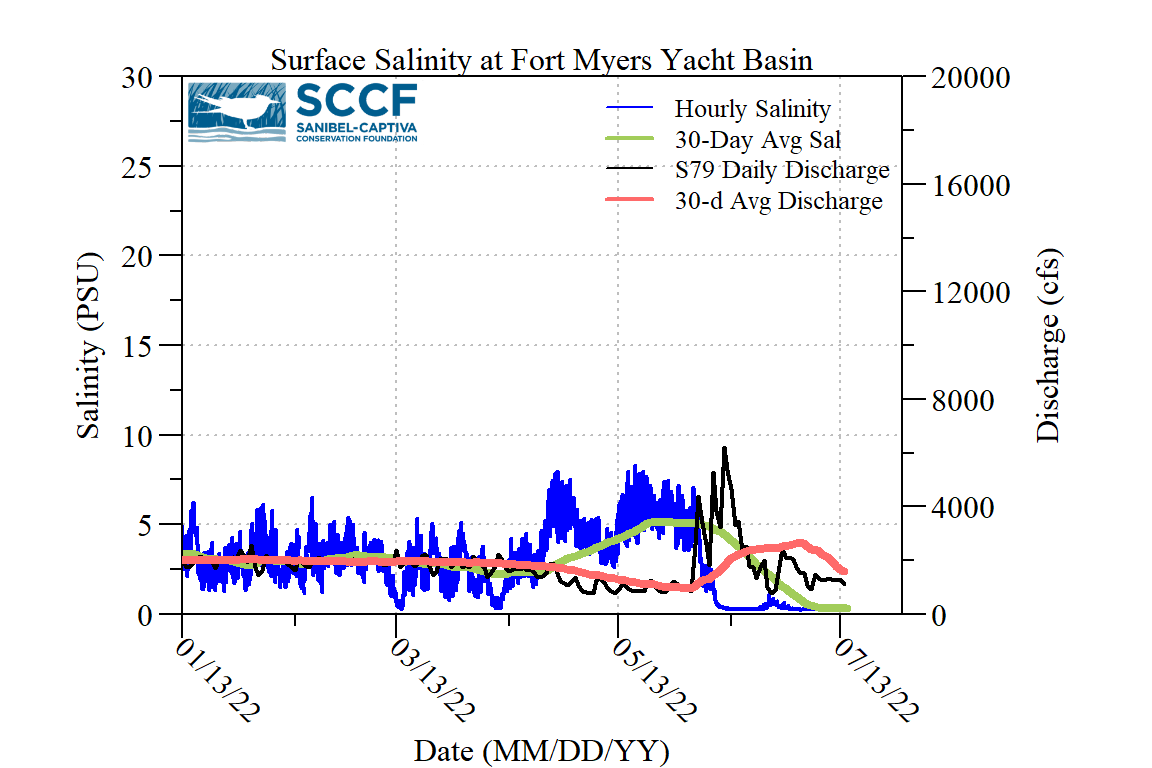 Surface Salinity at Fort Myers Yacht Basin
SCCF
SANIBEL-CAPTIVA
CONSERVATION FOUNDATION
Hourly Salinity
30-Day Avg Sal
S79 Daily Discharge
30-d Avg Discharge
Salinity (PSU)
30
25
20
15
10
5
0
20000
16000
12000
8000
4000
0
Discharge (cfs)
01/13/22
03/13/22
05/13/22
07/13/22
Date (MM/DD/YY)